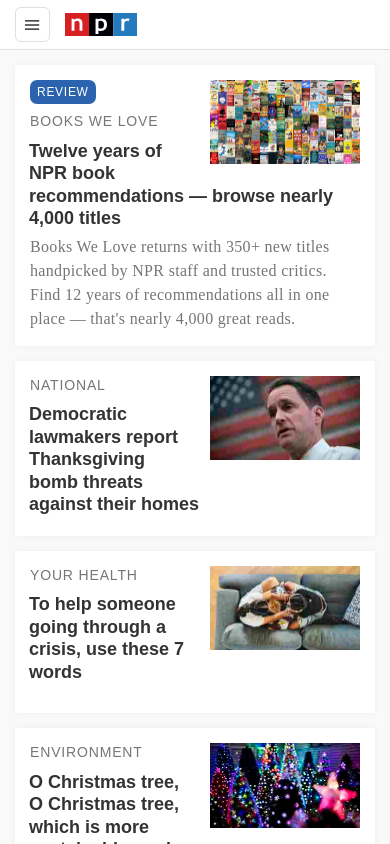 npr
REVIEW
BOOKS WE LOVE
Twelve years of
NPR book
recommendations — browse nearly
4,000 titles
Books We Love returns with 350+ new titles
handpicked by NPR staff and trusted critics.
Find 12 years of recommendations all in one
place — that's nearly 4,000 great reads.
NATIONAL
Democratic
lawmakers report
Thanksgiving
bomb threats
against their homes
YOUR HEALTH
To help someone
going through a
crisis, use these 7
words
ENVIRONMENT
O Christmas tree,
O Christmas tree,
which is more